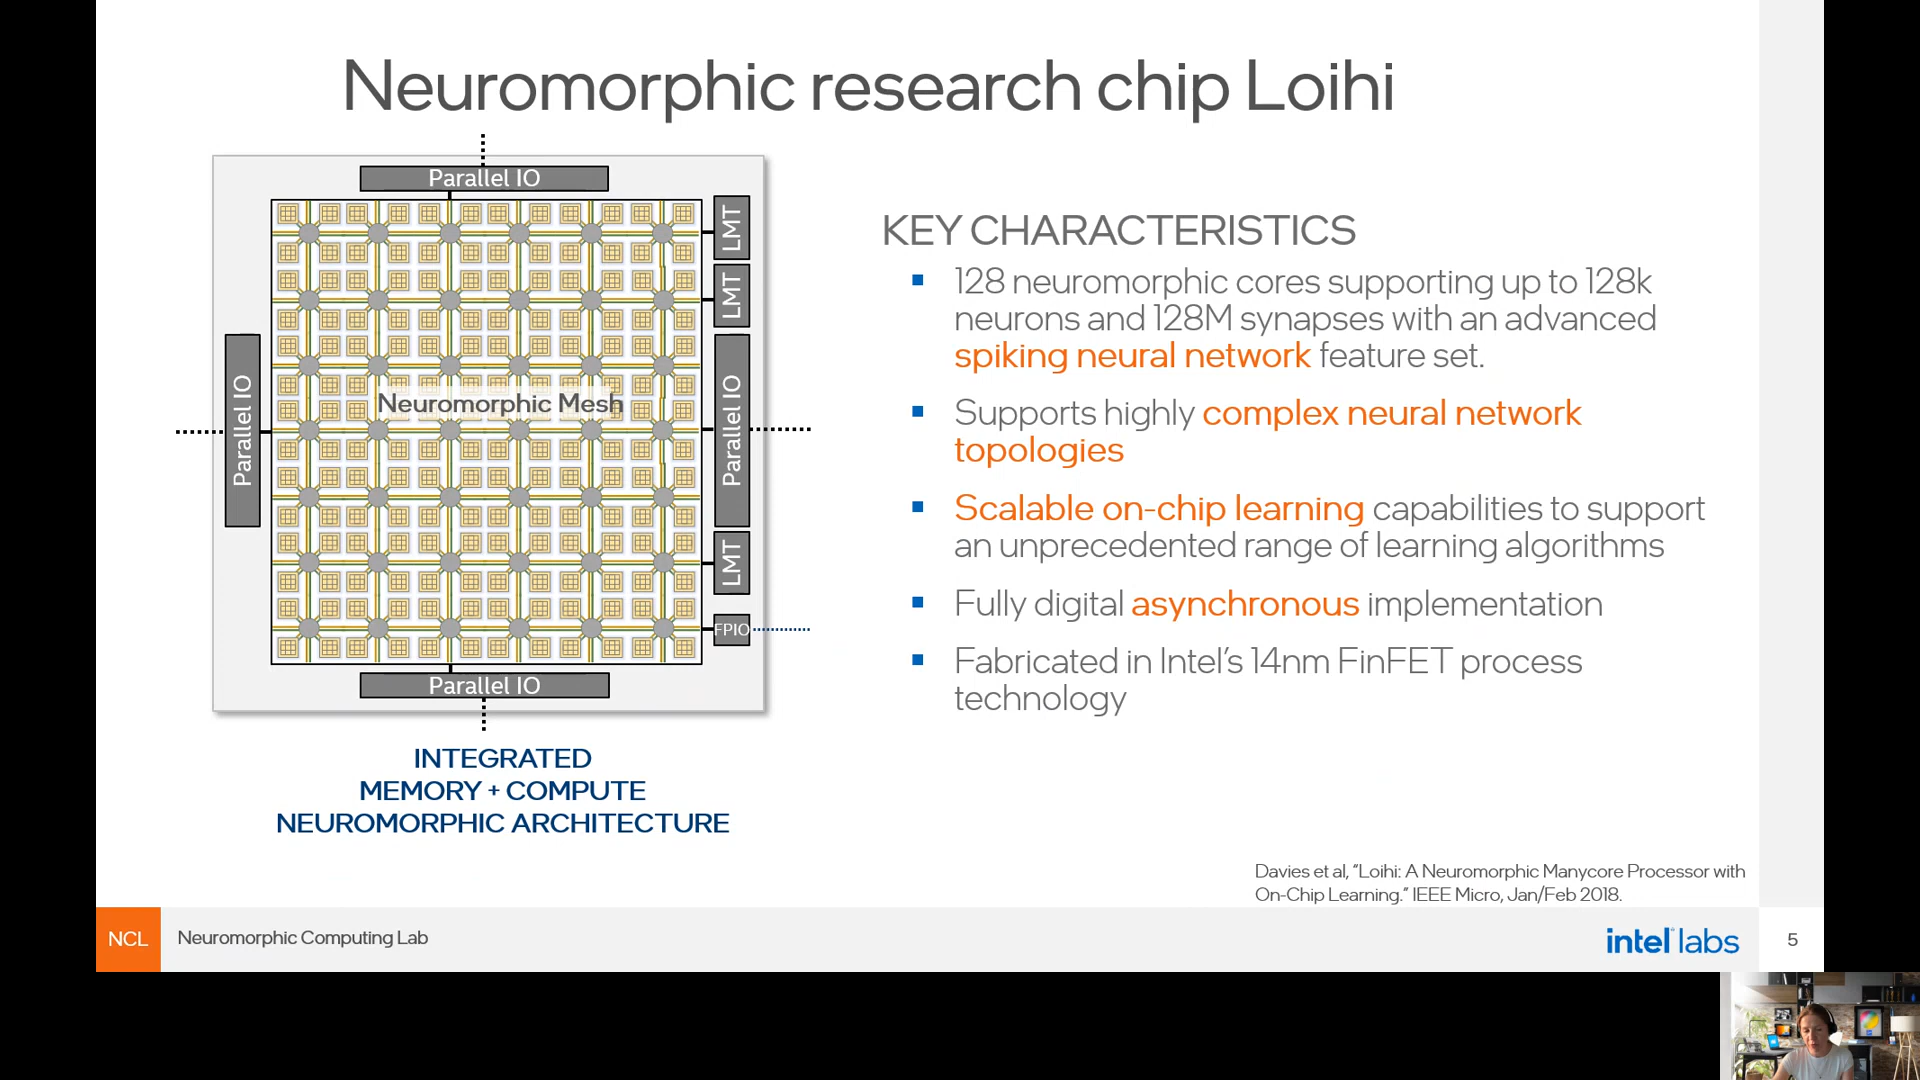 Neuromorphic research chip Loihi
Parallel IO
LMT
LMT
Parallel IO
Neuromorphic Mesh
Parallel IO
LMT
FPIO
Parallel IO
INTEGRATED
MEMORY + COMPUTE
NEUROMORPHIC ARCHITECTURE
KEY CHARACTERISTICS
128 neuromorphic cores supporting up to 128k
neurons and 128M synapses with an advanced
spiking neural network feature set.
Supports highly complex neural network
topologies
Scalable on-chip learning capabilities to support
an unprecedented range of learning algorithms
Fully digital asynchronous implementation
Fabricated in Intel's 14nm FinFET process
technology
Davies et al, “Loihi: A Neuromorphic Manycore Processor with
On-Chip Learning.” IEEE Micro, Jan/Feb 2018.
NCL
Neuromorphic Computing Lab
intel labs
5